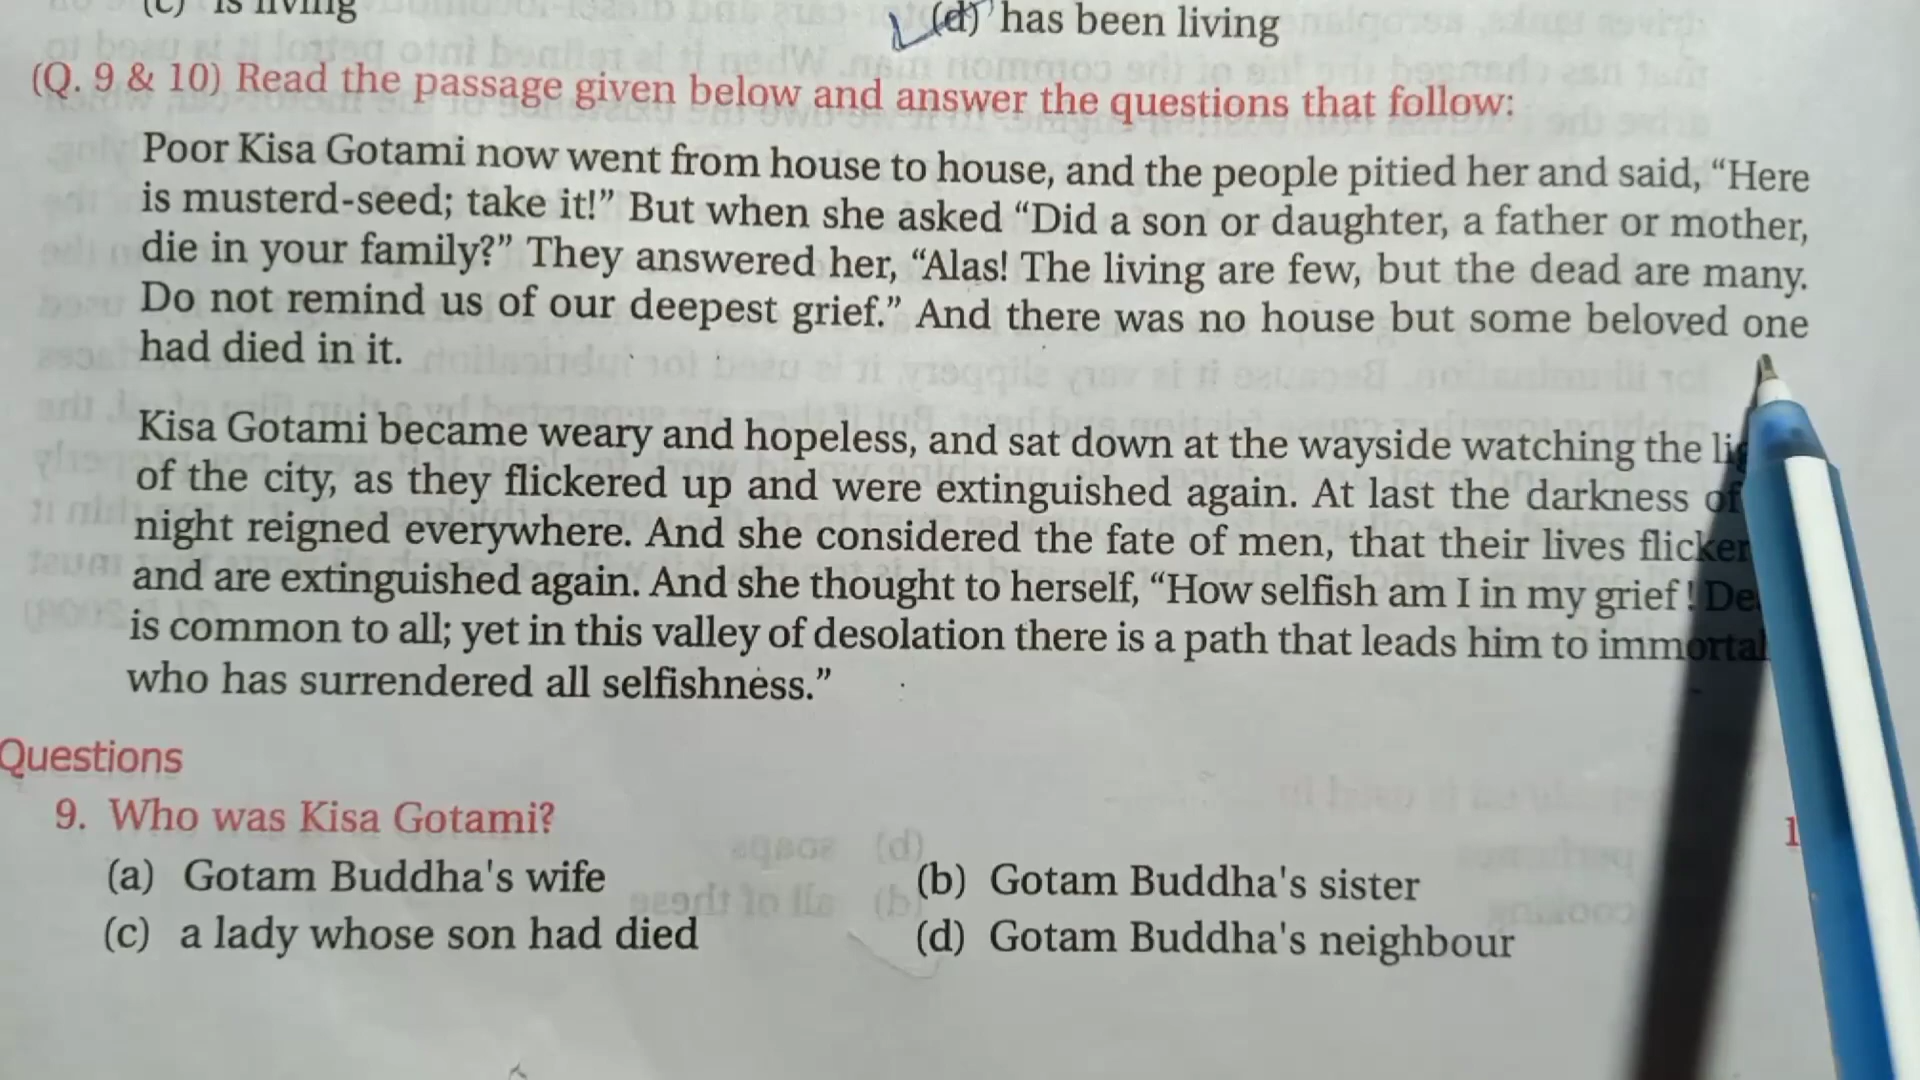 (c) is living
(d) has been living
(Q. 9 & 10) Read the passage given below and answer the questions that follow:
Poor Kisa Gotami now went from house to house, and the people pitied her and said, “Here
is musterd-seed; take it!” But when she asked “Did a son or daughter, a father or mother,
die in your family?” They answered her, “Alas! The living are few, but the dead are many.
Do not remind us of our deepest grief.” And there was no house but some beloved one
had died in it.
Kisa Gotami became weary and hopeless, and sat down at the wayside watching the
of the city, as they flickered up and were extinguished again. At last the darkness of
night reigned everywhere. And she considered the fate of men, that their lives flicker
and are extinguished again. And she thought to herself, “How selfish am I in my grief!
is common to all; yet in this valley of desolation there is a path that leads him to
who has surrendered all selfishness.”
Questions
9. Who was Kisa Gotami?
1
(a) Gotam Buddha's wife
(b) Gotam Buddha's sister
(c) a lady whose son had died
(d) Gotam Buddha's neighbour